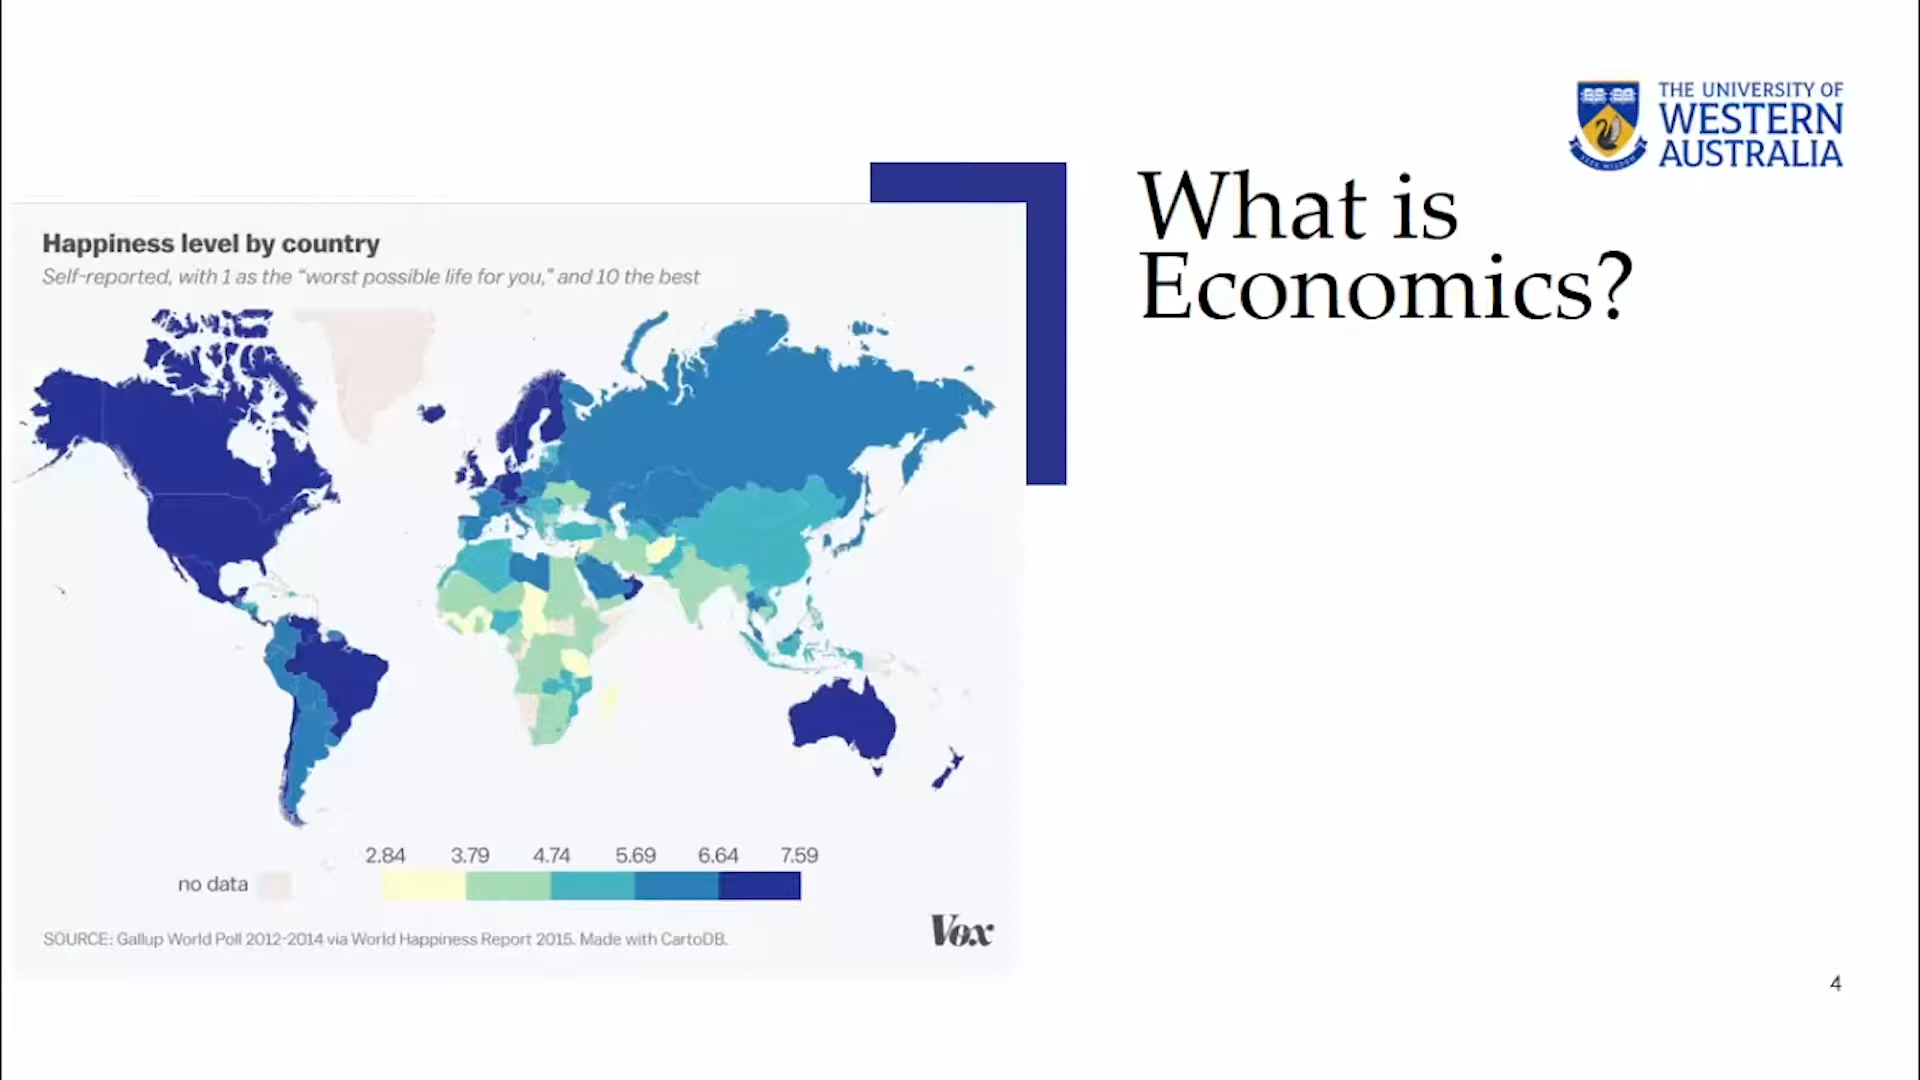 THE UNIVERSITY OF
WESTERN
AUSTRALIA
What is
Economics?
Happiness level by country
Self-reported, with 1 as the “worst possible life for you,” and 10 the best
2.84 3.79 4.74 5.69 6.64 7.59
no data
SOURCE: Gallup World Poll 2012-2014 via World Happiness Report 2015. Made with CartoDB.
Vox
4